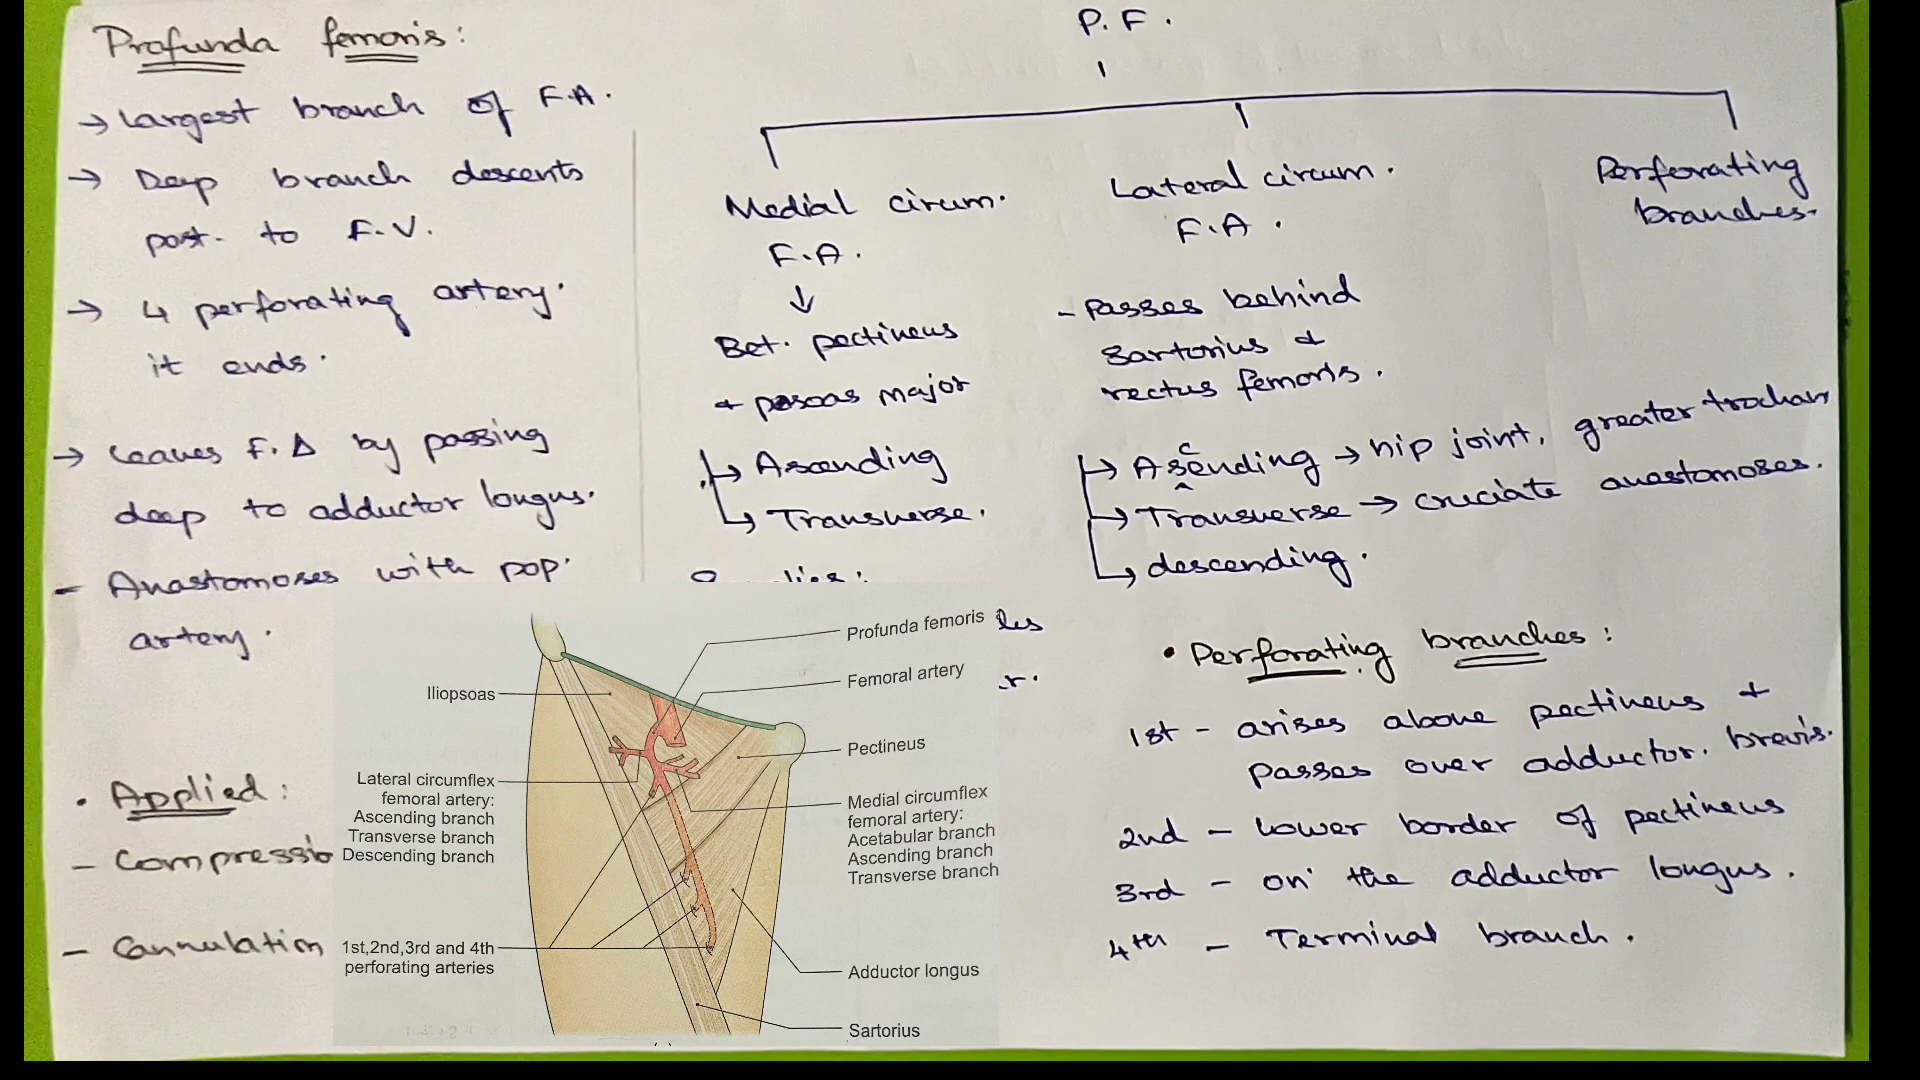 Profunda femoris :
→ Largest branch of F.A.
→ Deep branch descents
post. to F.V.
→ 4 perforating artery.
it ends.
→ leaves F.Δ by passing
deep to adductor longus.
- Anastomoses with pop.
artery.
• Applied :
- Compressio
- Cannulation
P. F.
Medial cirum.
F.A.
↓
Bet. pectineus
+ psoas major
→ Ascending
→ Transverse.
Lateral circum.
F.A.
- Passes behind
Sartorius &
rectus femoris.
→ Ascending → hip joint, greater trochan
→ Transverse → cruciate anastomoses.
→ descending.
Perforating
branches.
• Perforating branches :
1st - arises above pectineus +
passes over adductor. brevis.
2nd - Lower border of pectineus
3rd - on the adductor longus.
4th - Terminal branch.
Profunda femoris
Femoral artery
Iliopsoas
Pectineus
Lateral circumflex
femoral artery:
Ascending branch
Transverse branch
Descending branch
Medial circumflex
femoral artery:
Acetabular branch
Ascending branch
Transverse branch
1st,2nd,3rd and 4th
perforating arteries
Adductor longus
Sartorius